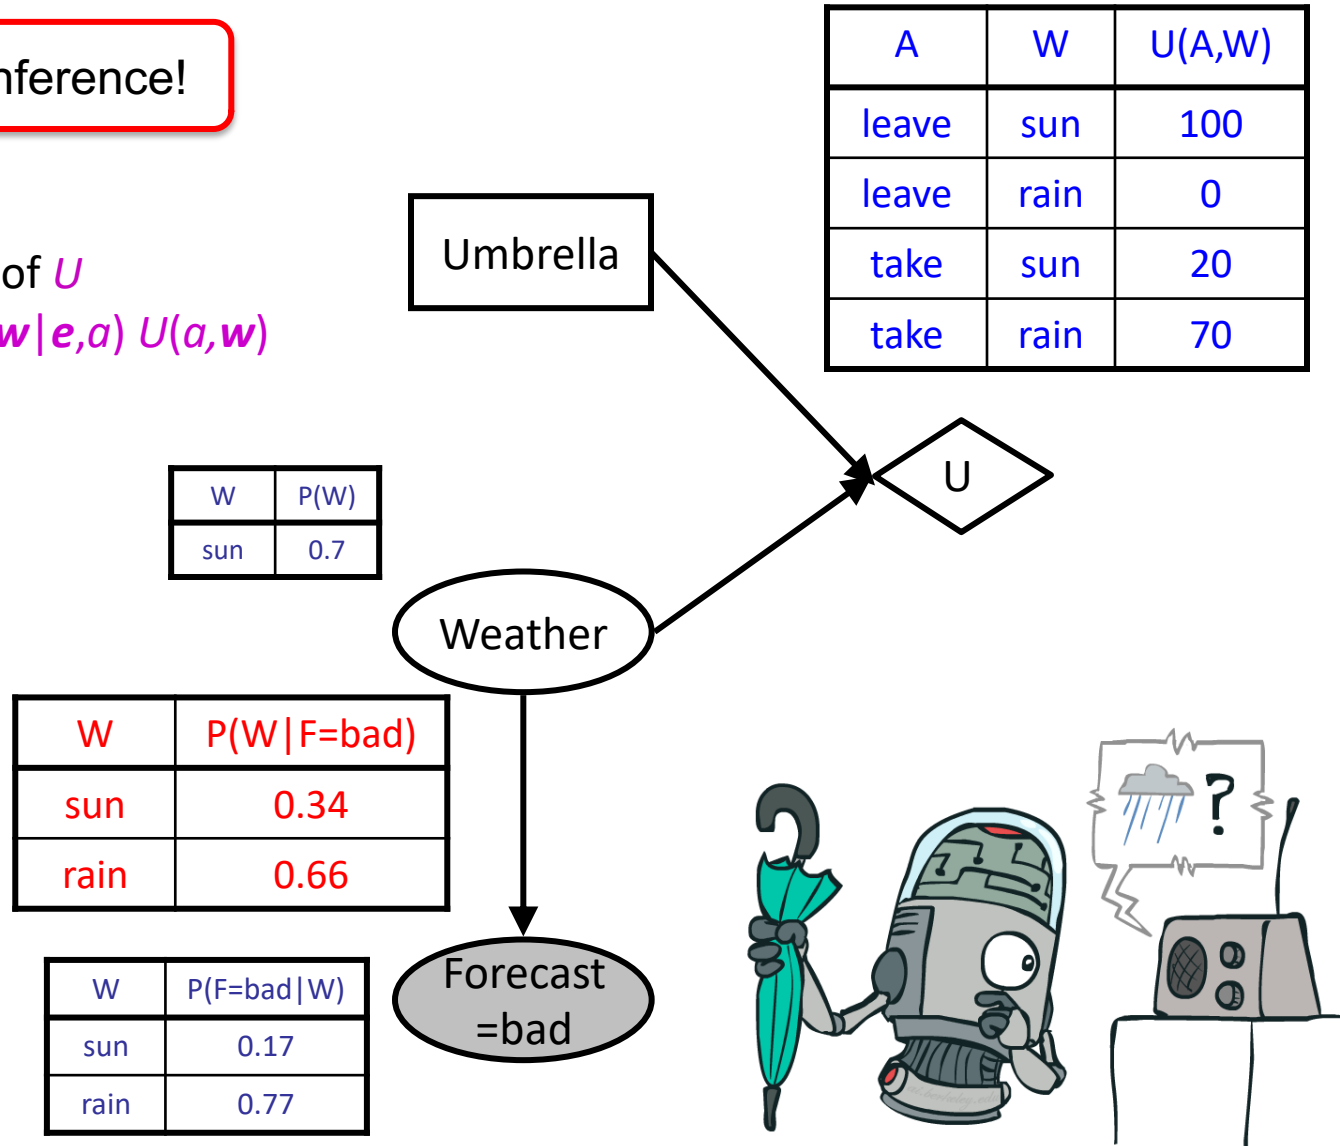 nference!
of U
w|e,a) U(a,w)
A W U(A,W)
leave sun 100
leave rain 0
take sun 20
take rain 70
Umbrella
U
W P(W)
sun 0.7
Weather
W P(W|F=bad)
sun 0.34
rain 0.66
Forecast
=bad
W P(F=bad|W)
sun 0.17
rain 0.77
?